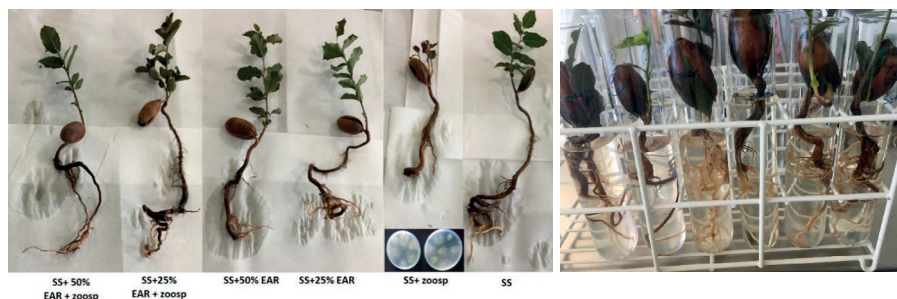 SS+ 50%
EAR + zoosp
SS+25%
EAR + zoosp
SS+50% EAR
SS+25% EAR
SS+ zoosp
SS